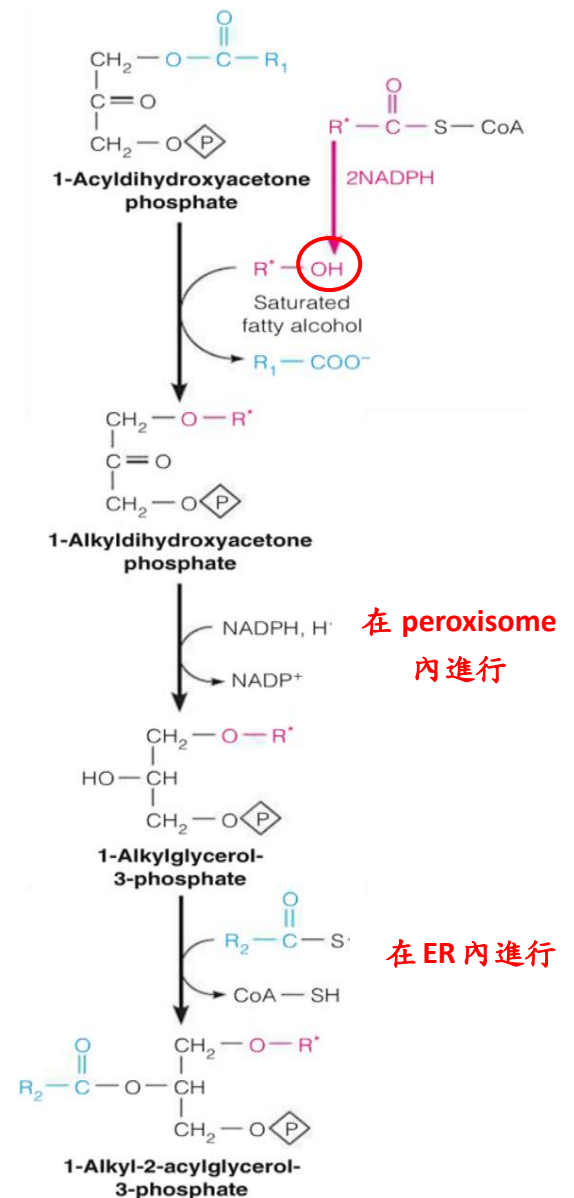 O
CH₂—O—C—R₁
C=O
CH₂—O P
1-Acyldihydroxyacetone
phosphate
O
R*—C—S—CoA
2NADPH
R*—OH
Saturated
fatty alcohol
R₁—COO⁻
CH₂—O—R*
C=O
CH₂—O P
1-Alkyldihydroxyacetone
phosphate
NADPH, H
NADP⁺
在 peroxisome
內進行
CH₂—O—R*
HO—CH
CH₂—O P
1-Alkylglycerol-
3-phosphate
O
R₂—C—S
CoA—SH
在 ER 內進行
O CH₂—O—R*
R₂—C—O—CH
CH₂—O P
1-Alkyl-2-acylglycerol-
3-phosphate